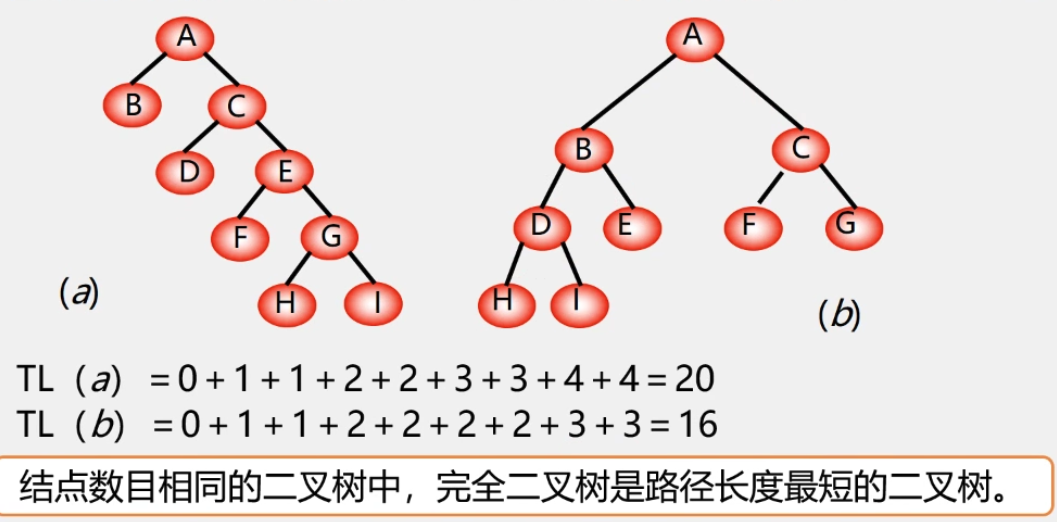 A
A
B
C
B
C
D
E
D
E
F
G
F
G
H
I
H
I
(a)
(b)
TL（a）=0+1+1+2+2+3+3+4+4=20
TL（b）=0+1+1+2+2+2+2+3+3=16
结点数目相同的二叉树中，完全二叉树是路径长度最短的二叉树。